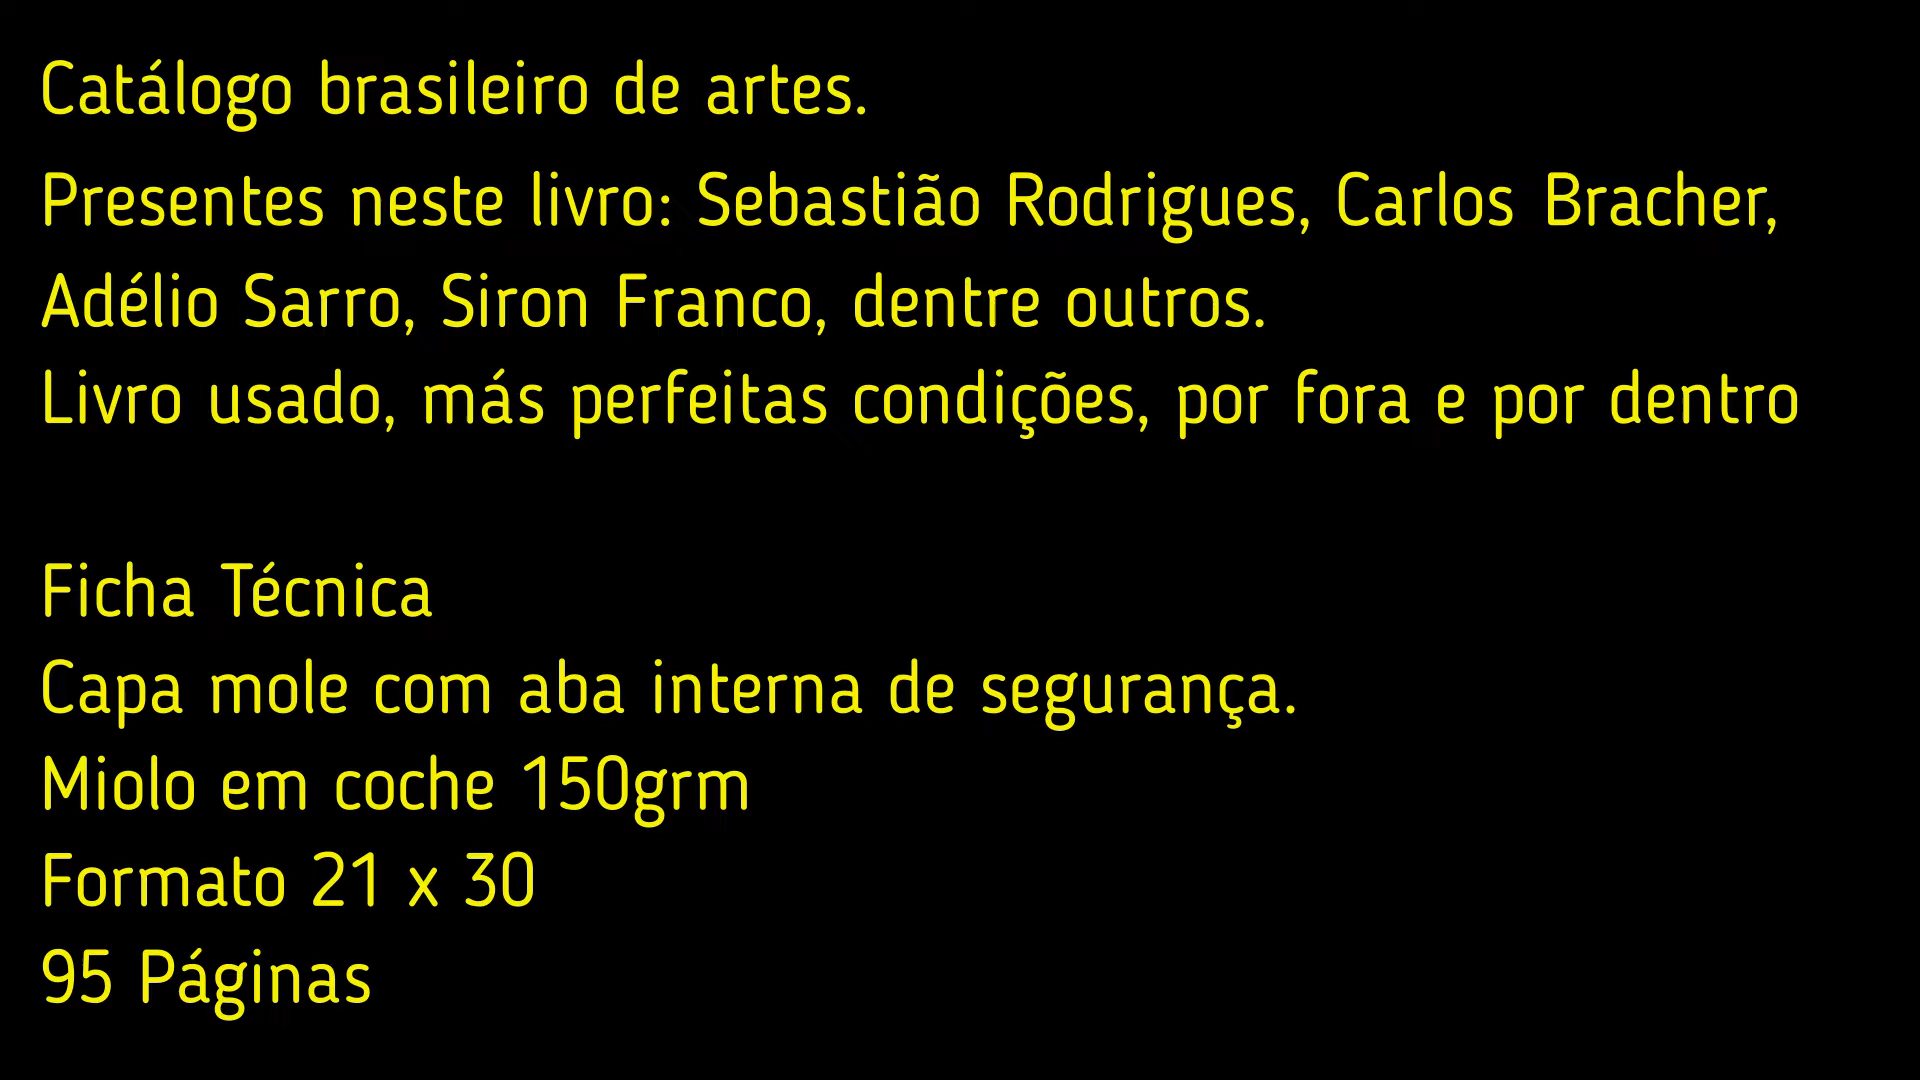 Catálogo brasileiro de artes.
Presentes neste livro: Sebastião Rodrigues, Carlos Bracher,
Adélio Sarro, Siron Franco, dentre outros.
Livro usado, más perfeitas condições, por fora e por dentro
Ficha Técnica
Capa mole com aba interna de segurança.
Miolo em coche 150grm
Formato 21 x 30
95 Páginas